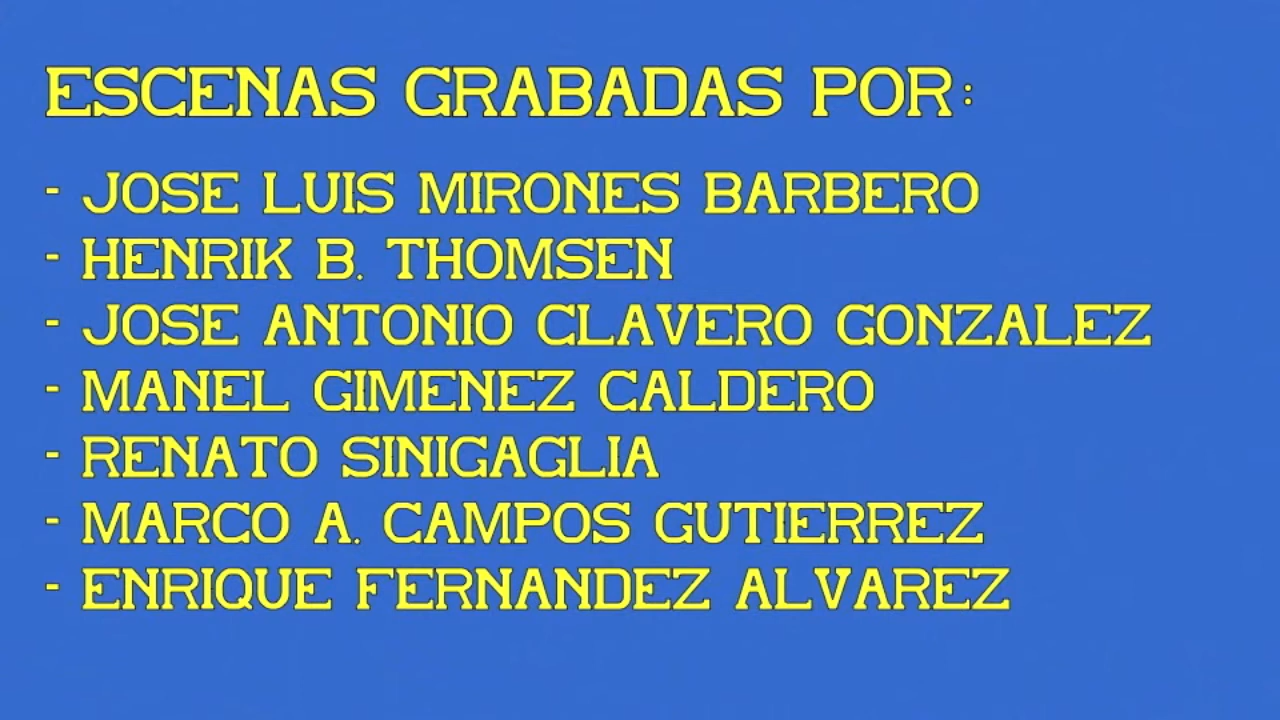 ESCENAS GRABADAS POR:
- JOSE LUIS MIRONES BARBERO
- HENRIK B. THOMSEN
- JOSE ANTONIO CLAVERO GONZALEZ
- MANEL GIMENEZ CALDERO
- RENATO SINIGAGLIA
- MARCO A. CAMPOS GUTIERREZ
- ENRIQUE FERNANDEZ ALVAREZ